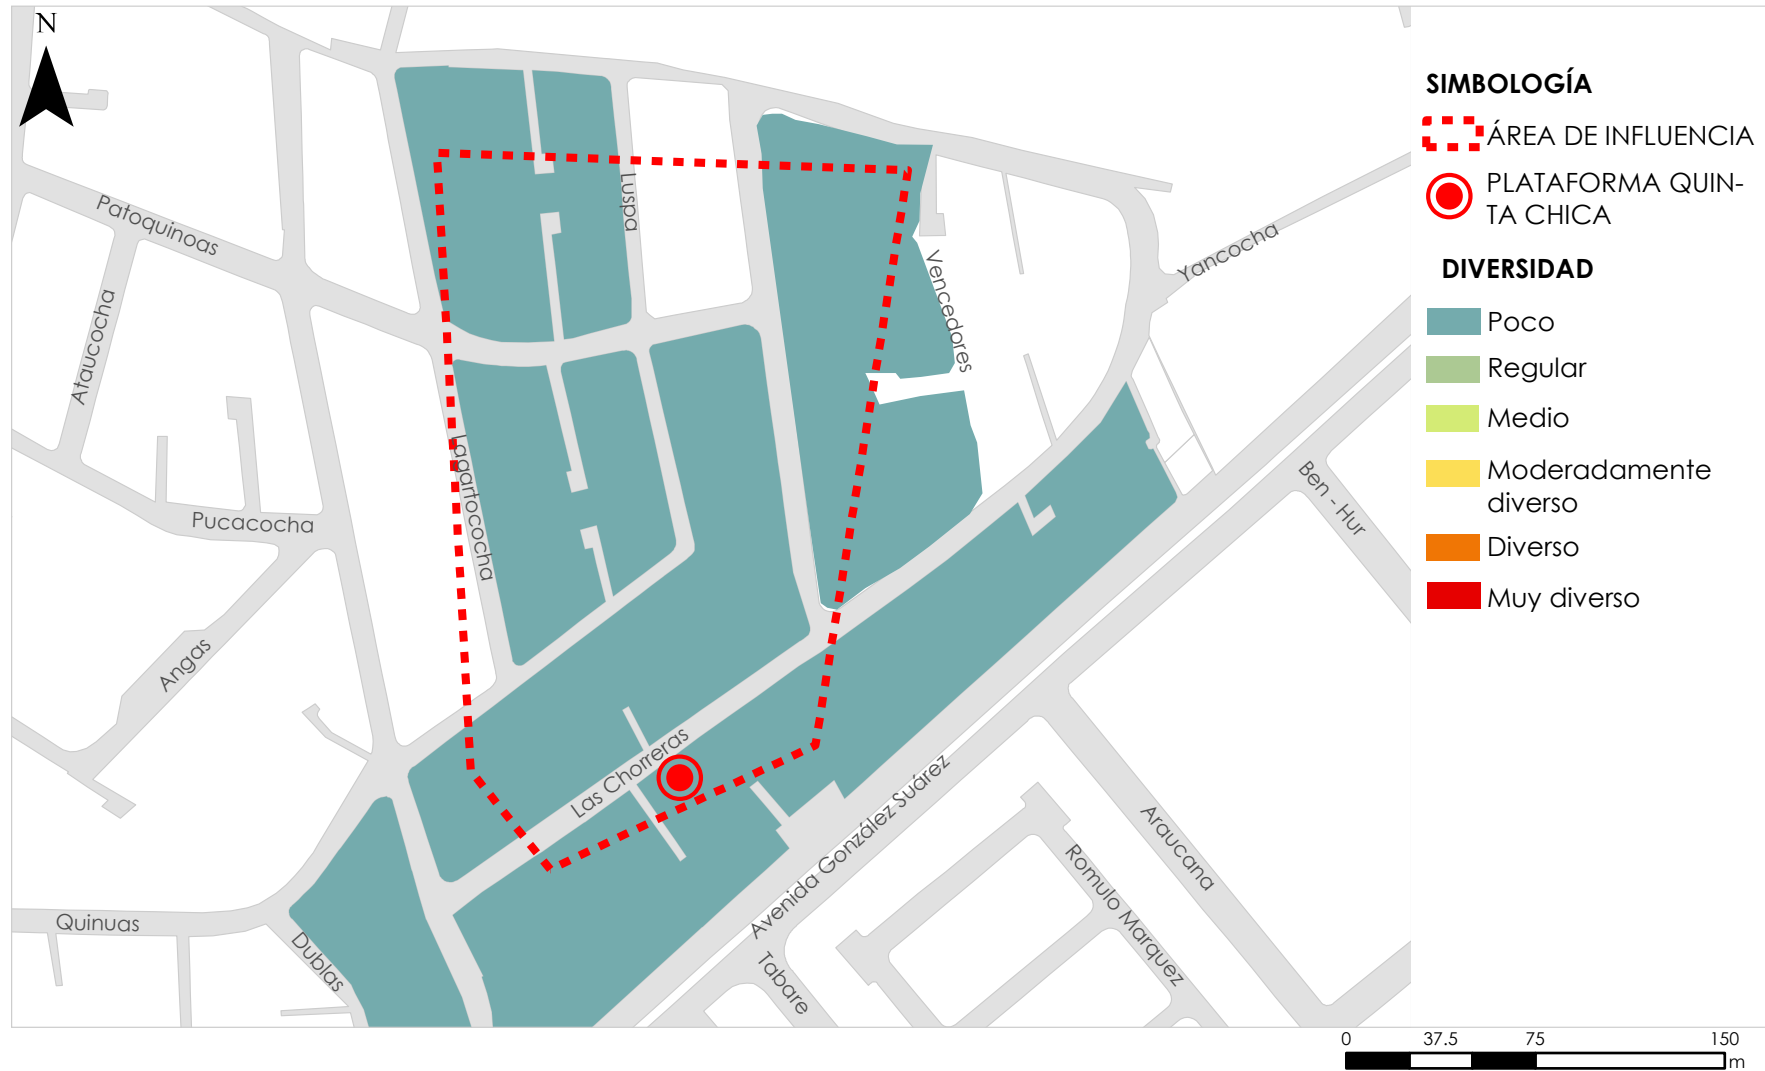 N
Patoquinoas
Ataucocha
Pucacocha
Angas
Quinuas
Dublas
Luspa
Lagartococha
Vencedores
Yancocha
Las Chorreras
Avenida González Suárez
Tabare
Romulo Marquez
Araucana
Ben - Hur
SIMBOLOGÍA
ÁREA DE INFLUENCIA
PLATAFORMA QUIN-
TA CHICA
DIVERSIDAD
Poco
Regular
Medio
Moderadamente
diverso
Diverso
Muy diverso
0 37.5 75 150
m